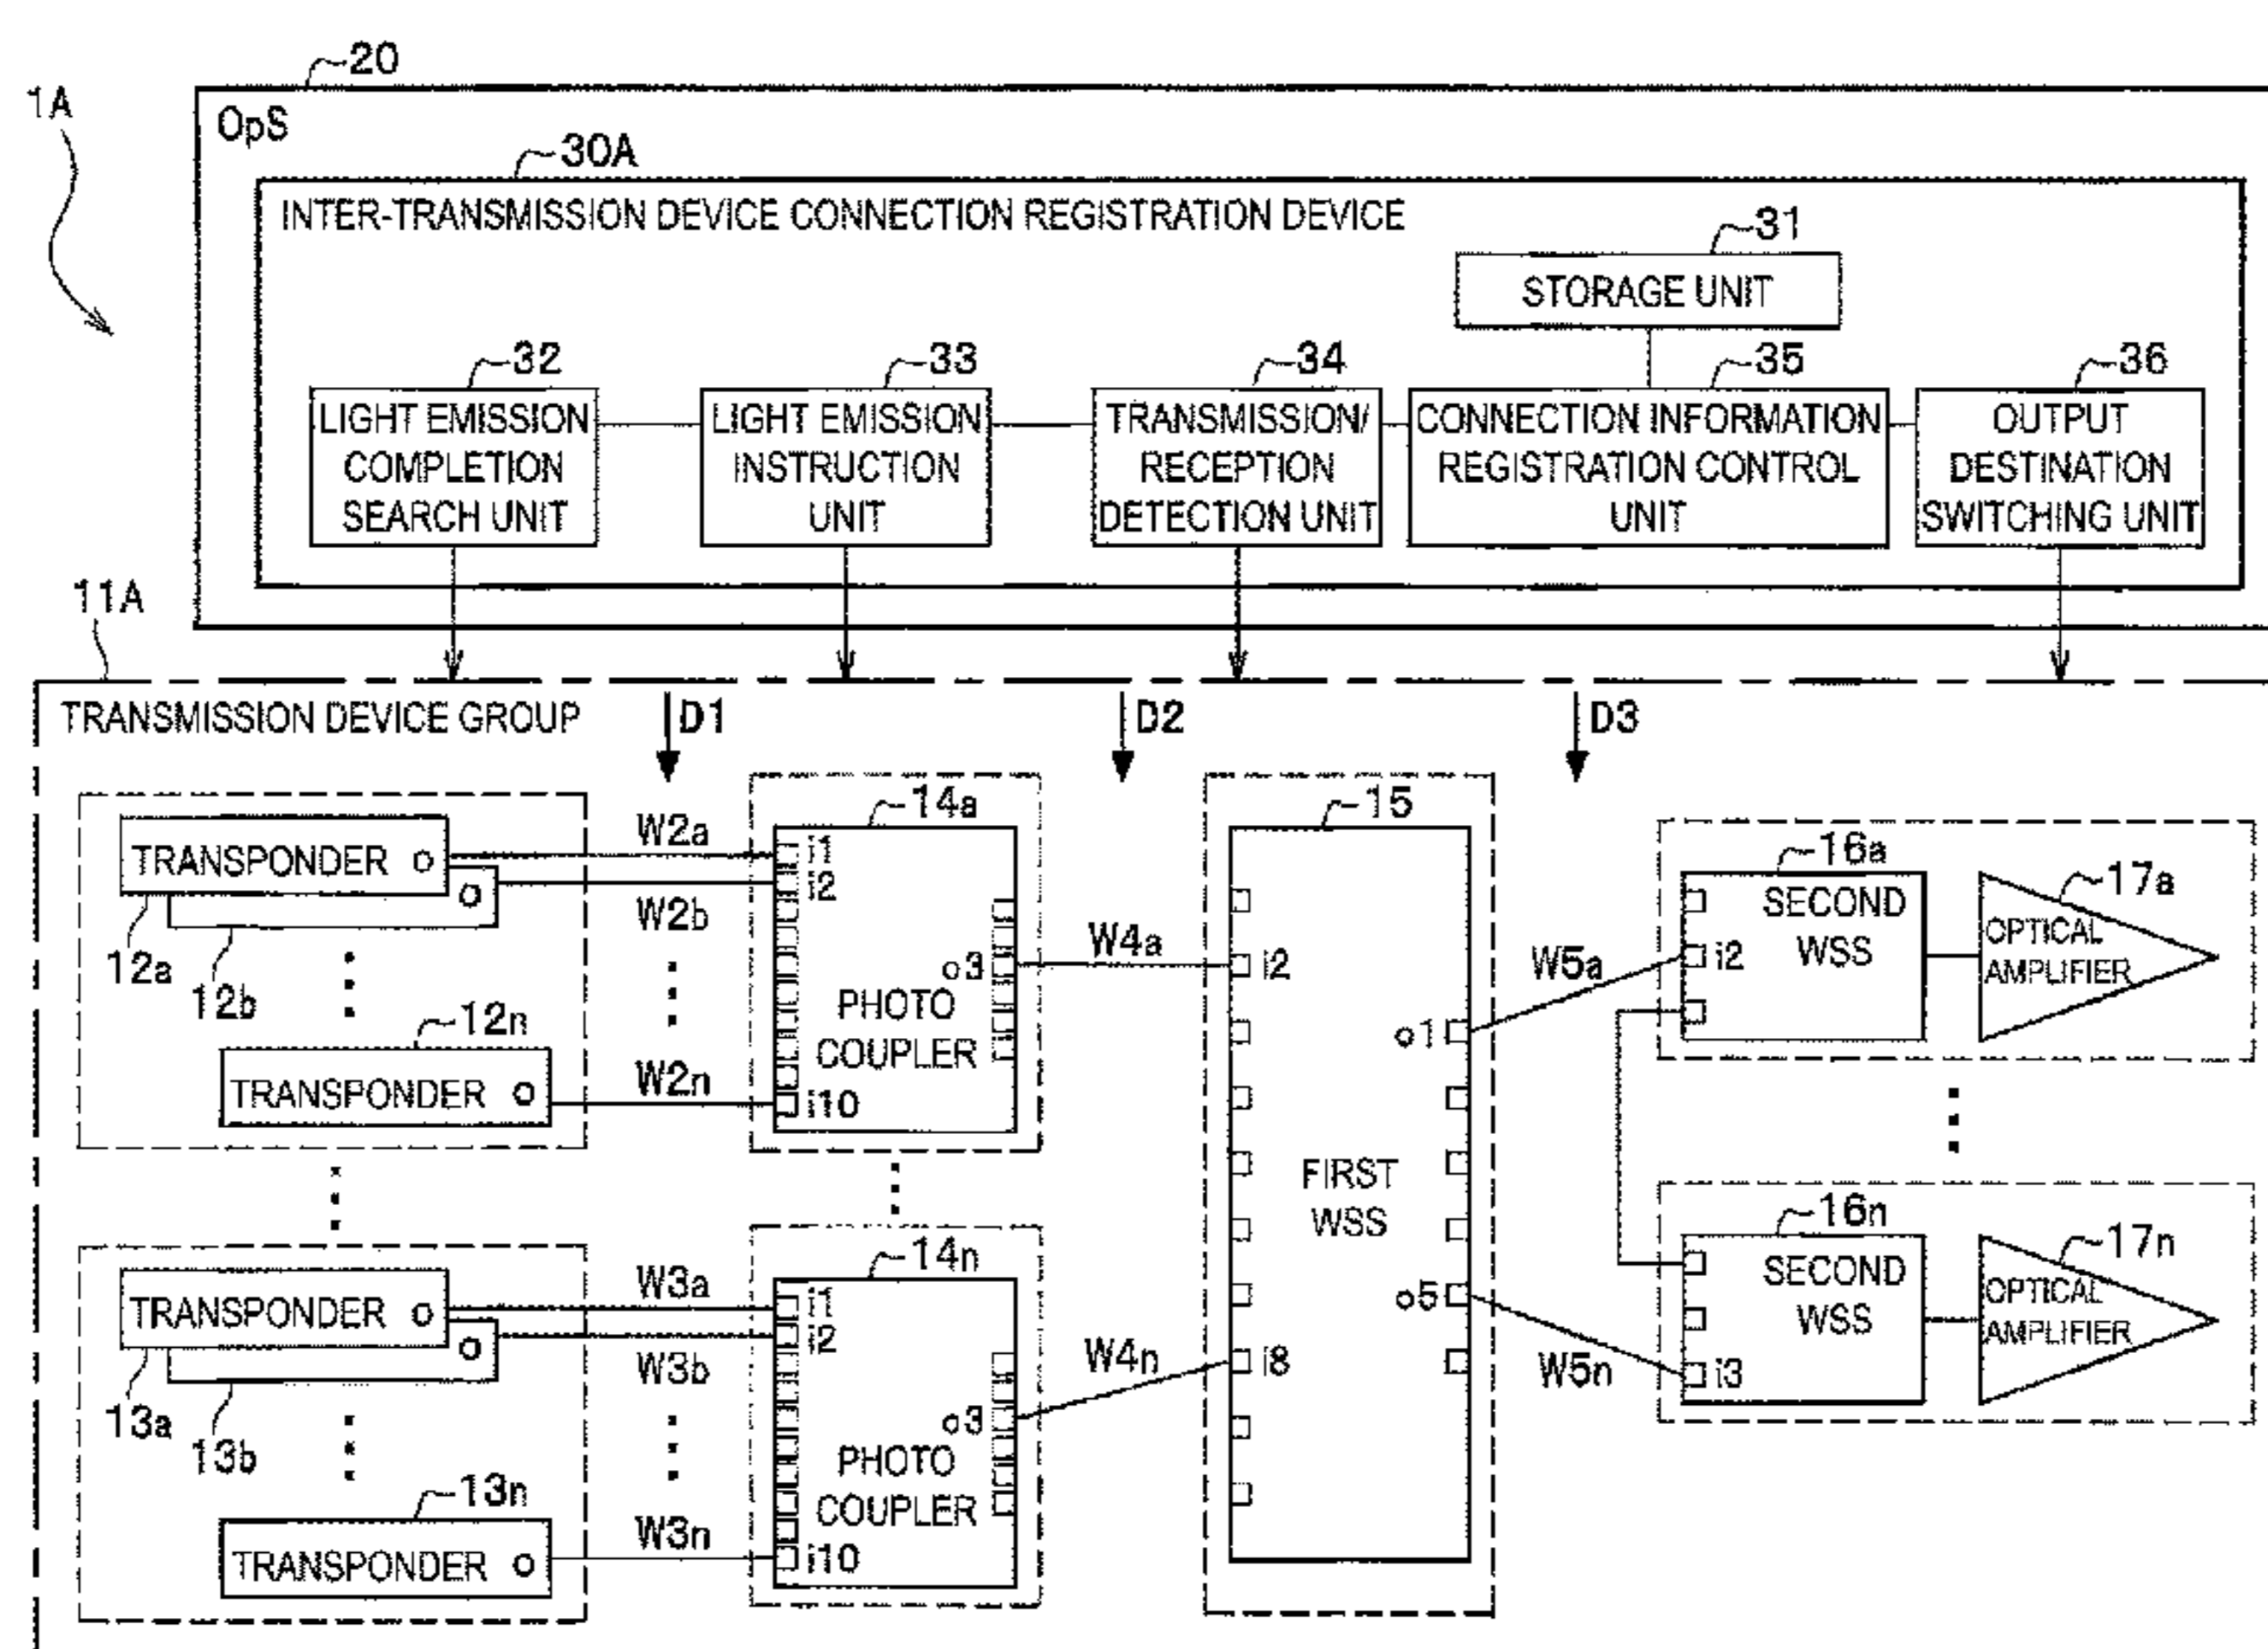 20
1A
OpS
30A
INTER-TRANSMISSION DEVICE CONNECTION REGISTRATION DEVICE
31
STORAGE UNIT
32
33
34
35
36
LIGHT EMISSION
COMPLETION
SEARCH UNIT
LIGHT EMISSION
INSTRUCTION
UNIT
TRANSMISSION/
RECEPTION
DETECTION UNIT
CONNECTION INFORMATION
REGISTRATION CONTROL
UNIT
OUTPUT
DESTINATION
SWITCHING UNIT
11A
TRANSMISSION DEVICE GROUP
D1
D2
D3
TRANSPONDER o
o
12a
12b
12n
TRANSPONDER o
W2a
W2b
W2n
14a
i1
i2
o3
PHOTO
COUPLER
i10
W4a
15
i2
o1
FIRST
WSS
o5
i8
W5a
16a
SECOND
WSS
i2
17a
OPTICAL
AMPLIFIER
13a
13b
TRANSPONDER o
o
13n
TRANSPONDER o
W3a
W3b
W3n
14n
i1
i2
o3
PHOTO
COUPLER
i10
W4n
W5n
16n
SECOND
WSS
i3
17n
OPTICAL
AMPLIFIER